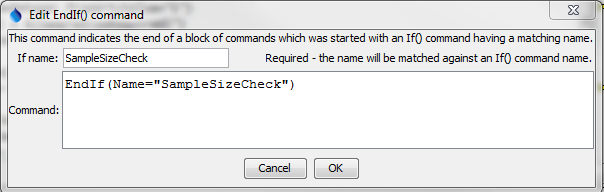 Edit EndIf() command
This command indicates the end of a block of commands which was started with an If() command having a matching name.
If name: SampleSizeCheck Required - the name will be matched against an If() command name.
EndIf(Name="SampleSizeCheck")
Command:
Cancel OK